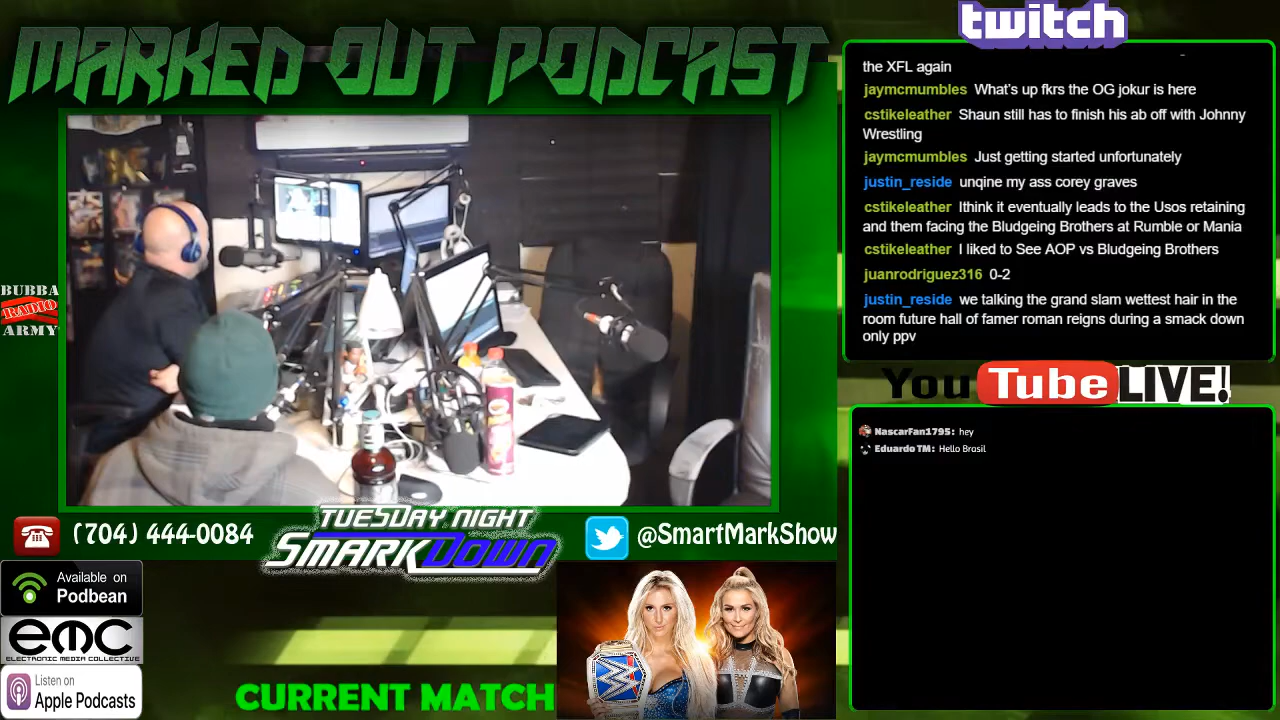 MARKED OUT PODCAST
twitch
the XFL again
jaymcmumbles What's up fkrs the OG jokur is here
cstikeleather Shaun still has to finish his ab off with Johnny
Wrestling
jaymcmumbles Just getting started unfortunately
justin_reside unqine my ass corey graves
cstikeleather Ithink it eventually leads to the Usos retaining
and them facing the Bludgeing Brothers at Rumble or Mania
cstikeleather I liked to See AOP vs Bludgeing Brothers
juanrodriguez316 0-2
justin_reside we talking the grand slam wettest hair in the
room future hall of famer roman reigns during a smack down
only ppv
BUBBA
RADIO
ARMY
You Tube LIVE!
NascarFan1795: hey
Eduardo TM: Hello Brasil
(704) 444-0084
TUESDAY NIGHT
SMARKDOWN
@SmartMarkShow
Available on
Podbean
emc
ELECTRONIC MEDIA COLLECTIVE
Listen on
Apple Podcasts
CURRENT MATCH